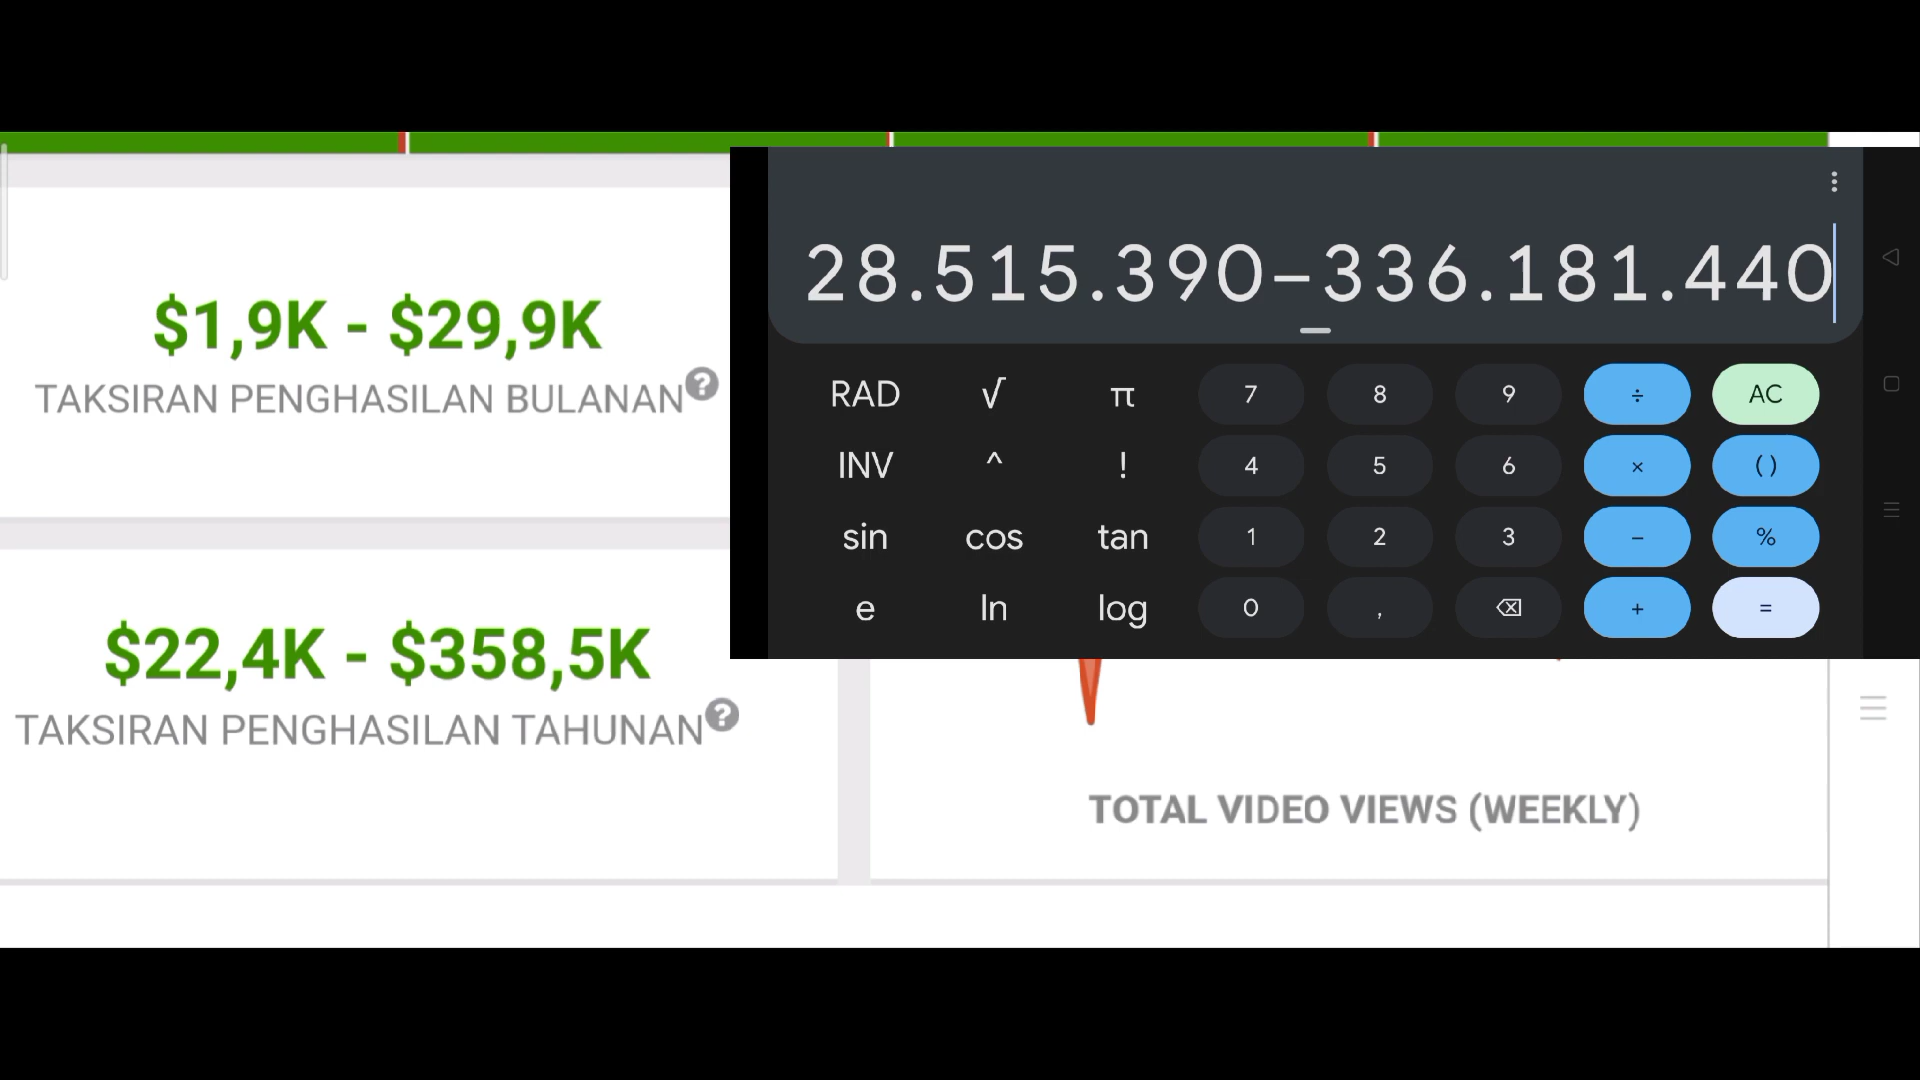 $1,9K - $29,9K
TAKSIRAN PENGHASILAN BULANAN ?
$22,4K - $358,5K
TAKSIRAN PENGHASILAN TAHUNAN ?
28.515.390–336.181.440
RAD √ π 7 8 9 ÷ AC
INV ^ ! 4 5 6 × ( )
sin cos tan 1 2 3 – %
e ln log 0 , + =
TOTAL VIDEO VIEWS (WEEKLY)